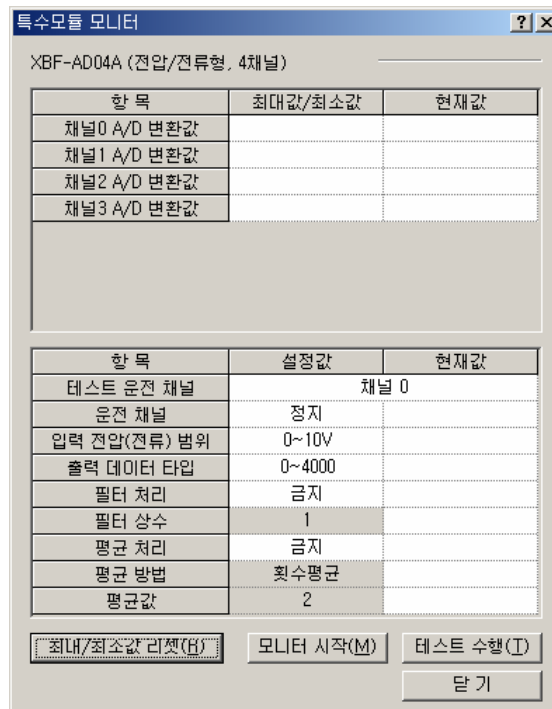 특수모듈 모니터
XBF-AD04A (전압/전류형, 4채널)
항 목 최대값/최소값 현재값
채널0 A/D 변환값
채널1 A/D 변환값
채널2 A/D 변환값
채널3 A/D 변환값
항 목 설정값 현재값
테스트 운전 채널 채널 0
운전 채널 정지
입력 전압(전류) 범위 0~10V
출력 데이터 타입 0~4000
필터 처리 금지
필터 상수 1
평균 처리 금지
평균 방법 횟수평균
평균값 2
최대/최소값 리셋(R) 모니터 시작(M) 테스트 수행(T)
닫 기